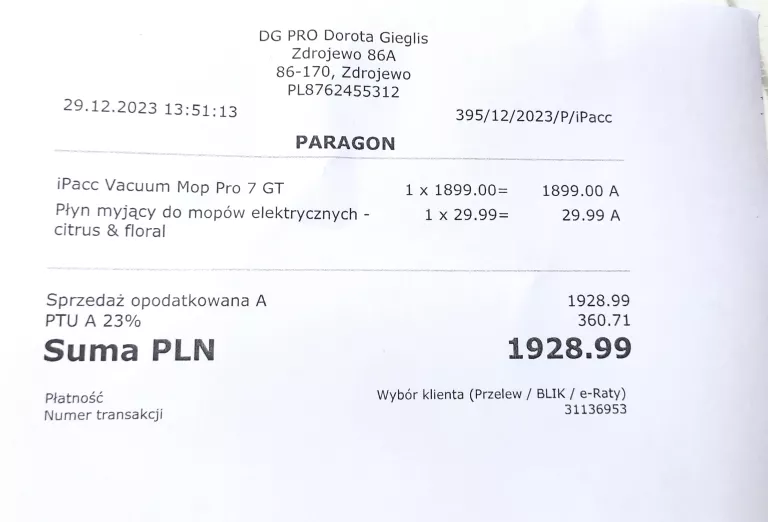 DG PRO Dorota Gieglis
Zdrojewo 86A
86-170, Zdrojewo
PL8762455312
29.12.2023 13:51:13
395/12/2023/P/iPacc
PARAGON
iPacc Vacuum Mop Pro 7 GT 1 x 1899.00= 1899.00 A
Płyn myjący do mopów elektrycznych - 1 x 29.99= 29.99 A
citrus & floral
Sprzedaż opodatkowana A 1928.99
PTU A 23% 360.71
Suma PLN 1928.99
Płatność Wybór klienta (Przelew / BLIK / e-Raty)
Numer transakcji 31136953